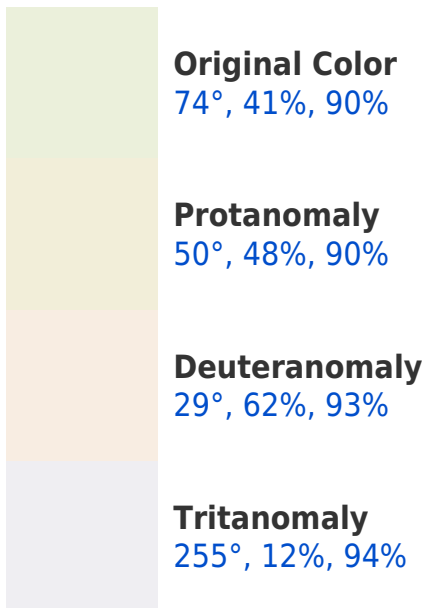 Original Color
74°, 41%, 90%
Protanomaly
50°, 48%, 90%
Deuteranomaly
29°, 62%, 93%
Tritanomaly
255°, 12%, 94%